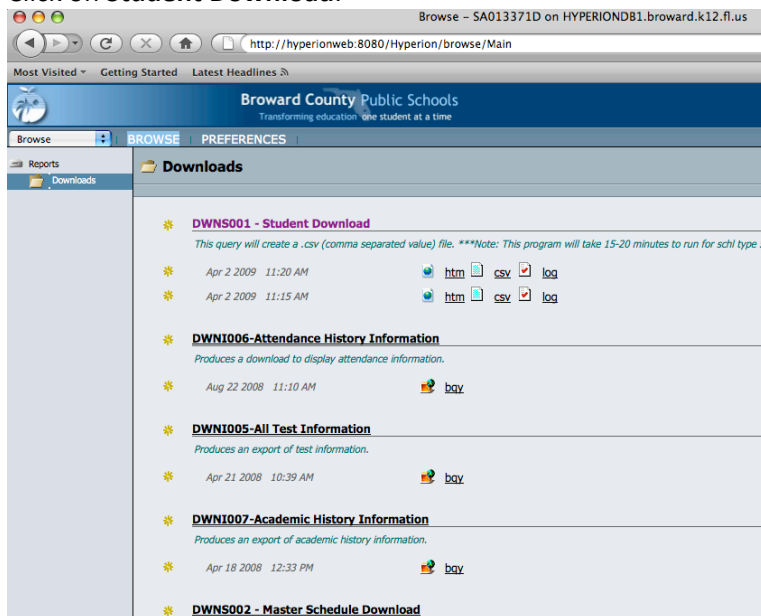 Click on Student Download.
Browse – SA013371D on HYPERIONDB1.broward.k12.fl.us
http://hyperionweb:8080/Hyperion/browse/Main
Most Visited Getting Started Latest Headlines
Broward County Public Schools
Transforming education one student at a time
Browse BROWSE PREFERENCES
Reports
Downloads
Downloads
DWNS001 - Student Download
This query will create a .csv (comma separated value) file. ***Note: This program will take 15-20 minutes to run for schl type
Apr 2 2009 11:20 AM htm csv log
Apr 2 2009 11:15 AM htm csv log
DWNI006-Attendance History Information
Produces a download to display attendance information.
Aug 22 2008 11:10 AM bqy
DWNI005-All Test Information
Produces an export of test information.
Apr 21 2008 10:39 AM bqy
DWNI007-Academic History Information
Produces an export of academic history information.
Apr 18 2008 12:33 PM bqy
DWNS002 - Master Schedule Download